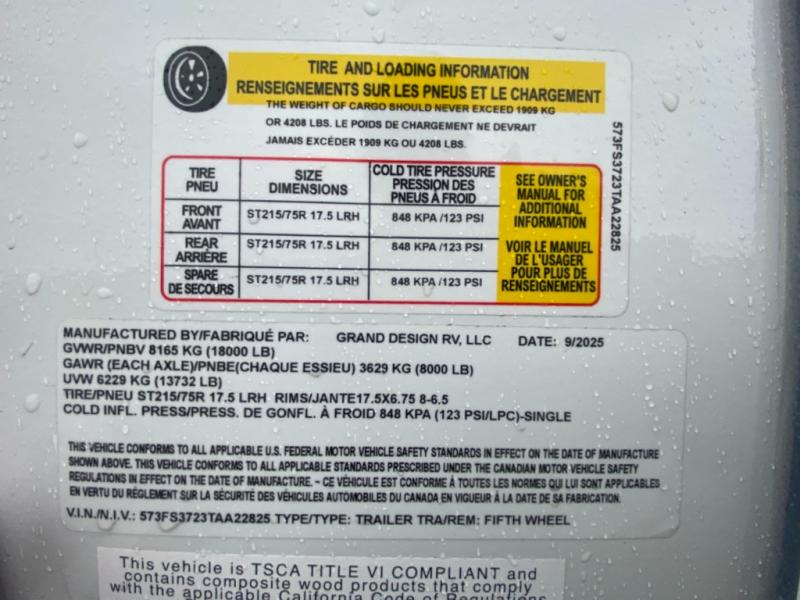 TIRE AND LOADING INFORMATION
RENSEIGNEMENTS SUR LES PNEUS ET LE CHARGEMENT
THE WEIGHT OF CARGO SHOULD NEVER EXCEED 1909 KG
OR 4208 LBS. LE POIDS DE CHARGEMENT NE DEVRAIT
JAMAIS EXCÉDER 1909 KG OU 4208 LBS.
TIRE
PNEU
SIZE
DIMENSIONS
COLD TIRE PRESSURE
PRESSION DES
PNEUS À FROID
FRONT
AVANT
ST215/75R 17.5 LRH
848 KPA /123 PSI
REAR
ARRIÈRE
ST215/75R 17.5 LRH
848 KPA /123 PSI
SPARE
DE SECOURS
ST215/75R 17.5 LRH
848 KPA /123 PSI
SEE OWNER'S
MANUAL FOR
ADDITIONAL
INFORMATION
VOIR LE MANUEL
DE L'USAGER
POUR PLUS DE
RENSEIGNEMENTS
573FS3723TAA22825
MANUFACTURED BY/FABRIQUÉ PAR: GRAND DESIGN RV, LLC DATE: 9/2025
GVWR/PNBV 8165 KG (18000 LB)
GAWR (EACH AXLE)/PNBE(CHAQUE ESSIEU) 3629 KG (8000 LB)
UVW 6229 KG (13732 LB)
TIRE/PNEU ST215/75R 17.5 LRH RIMS/JANTE17.5X6.75 8-6.5
COLD INFL. PRESS/PRESS. DE GONFL. À FROID 848 KPA (123 PSI/LPC)-SINGLE
THIS VEHICLE CONFORMS TO ALL APPLICABLE U.S. FEDERAL MOTOR VEHICLE SAFETY STANDARDS IN EFFECT ON THE DATE OF MANUFACTURE
SHOWN ABOVE. THIS VEHICLE CONFORMS TO ALL APPLICABLE STANDARDS PRESCRIBED UNDER THE CANADIAN MOTOR VEHICLE SAFETY
REGULATIONS IN EFFECT ON THE DATE OF MANUFACTURE. - CE VÉHICULE EST CONFORME À TOUTES LES NORMES QUI LUI SONT APPLICABLES
EN VERTU DU RÈGLEMENT SUR LA SÉCURITÉ DES VÉHICULES AUTOMOBILES DU CANADA EN VIGUEUR À LA DATE DE SA FABRICATION.
V.I.N./N.I.V.: 573FS3723TAA22825 TYPE/TYPE: TRAILER TRA/REM: FIFTH WHEEL
This vehicle is TSCA TITLE VI COMPLIANT and
contains composite wood products that comply
with the applicable California Code of Regulations